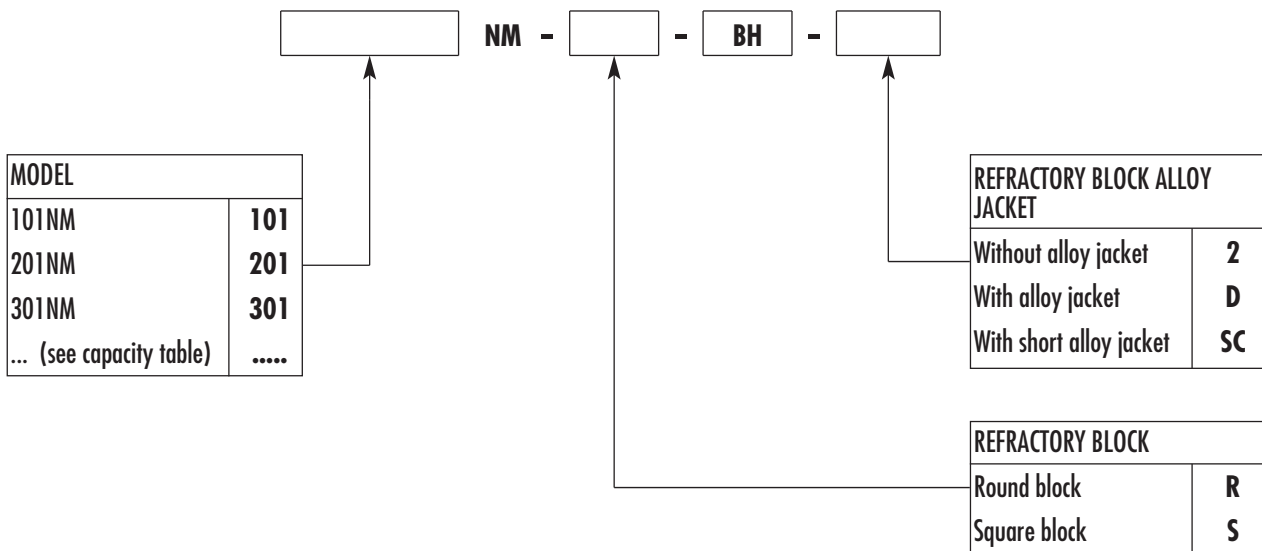 NM - - BH -
MODEL
101NM 101
201NM 201
301NM 301
... (see capacity table) .....
REFRACTORY BLOCK ALLOY
JACKET
Without alloy jacket 2
With alloy jacket D
With short alloy jacket SC
REFRACTORY BLOCK
Round block R
Square block S